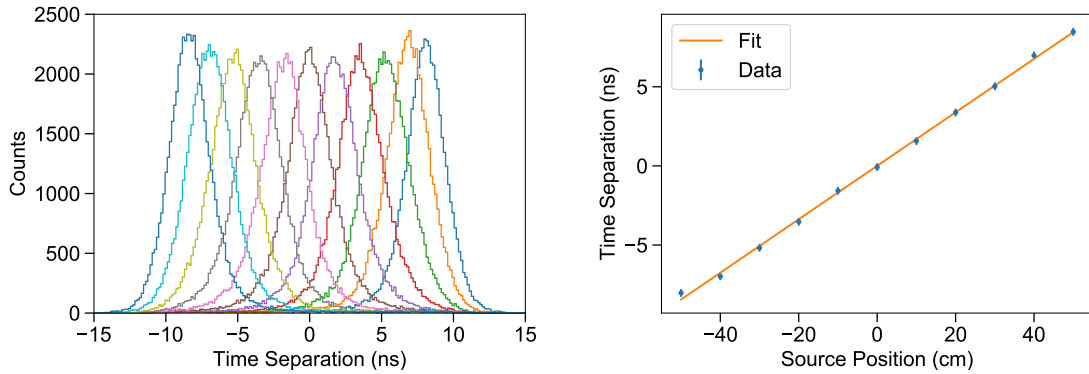 2500
2000
1500
1000
500
0
Counts
−15 −10 −5 0 5 10 15
Time Separation (ns)
Fit
Data
5
0
−5
Time Separation (ns)
−40 −20 0 20 40
Source Position (cm)